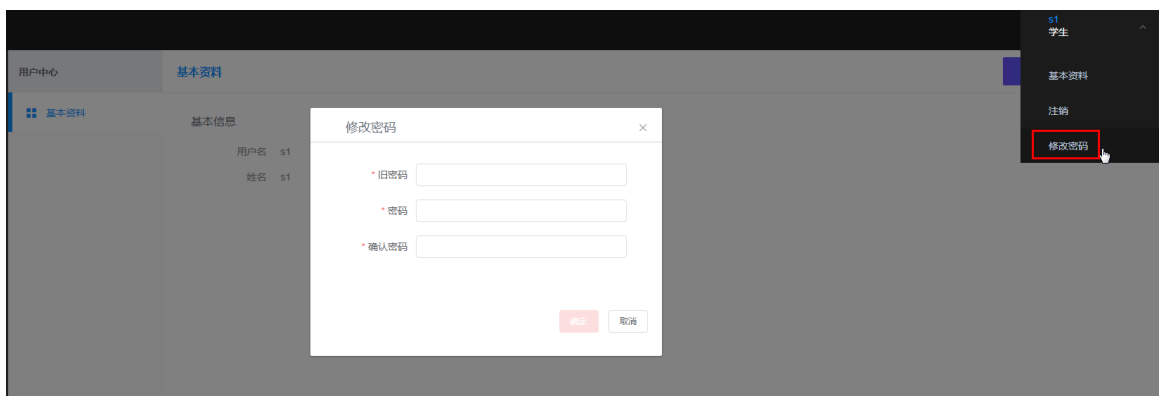 s1
学生
用户中心
基本资料
基本资料
基本资料
基本信息
注销
修改密码
修改密码
用户名 s1
姓名 s1
* 旧密码
* 密码
* 确认密码
确定
取消